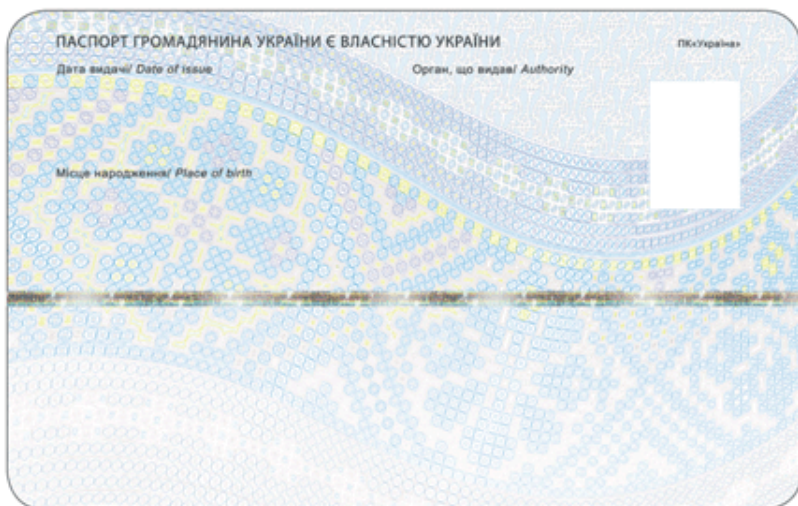 ПАСПОРТ ГРОМАДЯНИНА УКРАЇНИ Є ВЛАСНІСТЮ УКРАЇНИ
ПК«Україна»
Дата видачі/ Date of issue
Орган, що видав/ Authority
Місце народження/ Place of birth